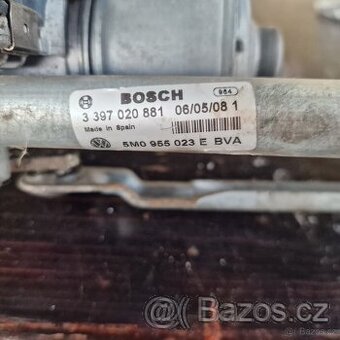 BOSCH 984
3 397 020 881 06/05/08 1
Made in Spain
5M0 955 023 E BVA
Bazos.cz